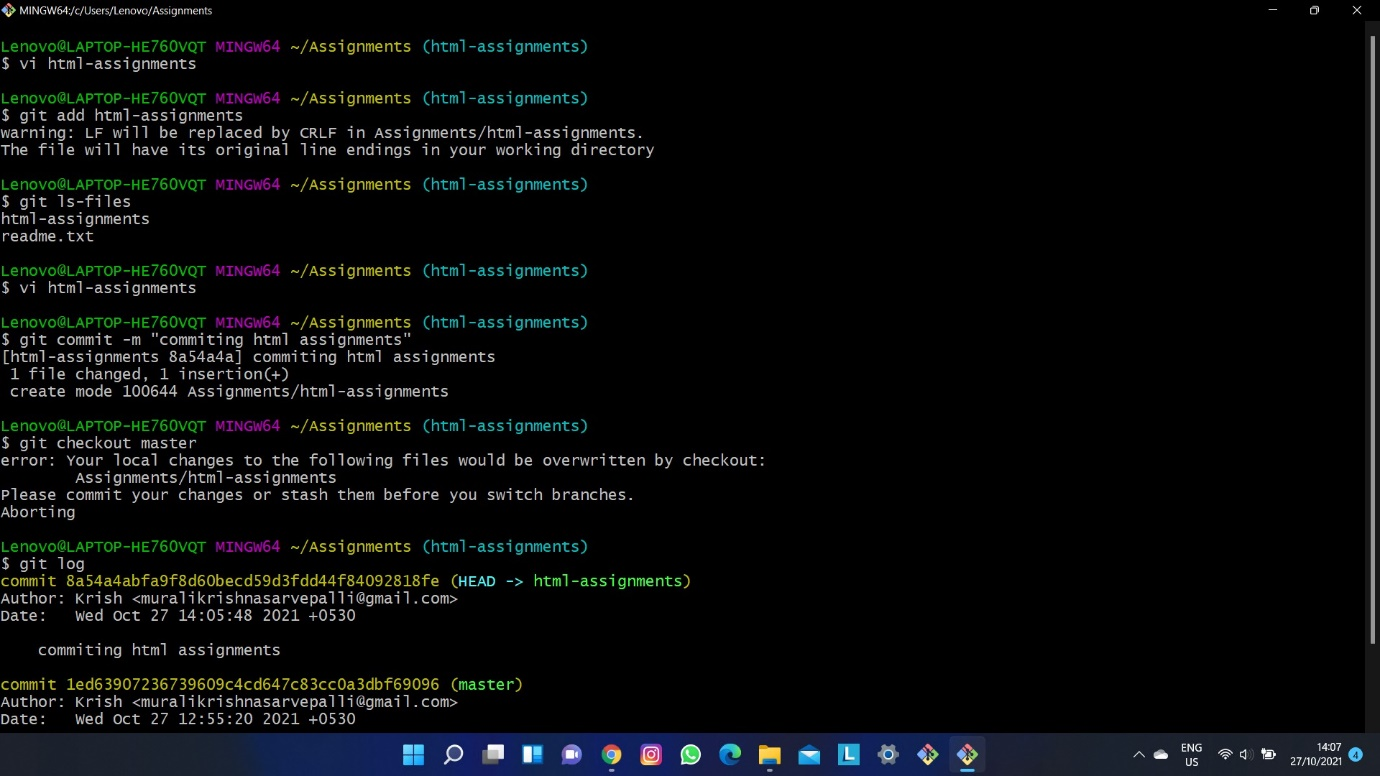 MINGW64:/c/Users/Lenovo/Assignments
Lenovo@LAPTOP-HE760VQT MINGW64 ~/Assignments (html-assignments)
$ vi html-assignments
Lenovo@LAPTOP-HE760VQT MINGW64 ~/Assignments (html-assignments)
$ git add html-assignments
warning: LF will be replaced by CRLF in Assignments/html-assignments.
The file will have its original line endings in your working directory
Lenovo@LAPTOP-HE760VQT MINGW64 ~/Assignments (html-assignments)
$ git ls-files
html-assignments
readme.txt
Lenovo@LAPTOP-HE760VQT MINGW64 ~/Assignments (html-assignments)
$ vi html-assignments
Lenovo@LAPTOP-HE760VQT MINGW64 ~/Assignments (html-assignments)
$ git commit -m "commiting html assignments"
[html-assignments 8a54a4a] commiting html assignments
 1 file changed, 1 insertion(+)
 create mode 100644 Assignments/html-assignments
Lenovo@LAPTOP-HE760VQT MINGW64 ~/Assignments (html-assignments)
$ git checkout master
error: Your local changes to the following files would be overwritten by checkout:
        Assignments/html-assignments
Please commit your changes or stash them before you switch branches.
Aborting
Lenovo@LAPTOP-HE760VQT MINGW64 ~/Assignments (html-assignments)
$ git log
commit 8a54a4abfa9f8d60becd59d3fdd44f84092818fe (HEAD -> html-assignments)
Author: Krish <muralikrishnasarvepalli@gmail.com>
Date:   Wed Oct 27 14:05:48 2021 +0530
    commiting html assignments
commit 1ed63907236739609c4cd647c83cc0a3dbf69096 (master)
Author: Krish <muralikrishnasarvepalli@gmail.com>
Date:   Wed Oct 27 12:55:20 2021 +0530
L
ENG
US
14:07
27/10/2021
4